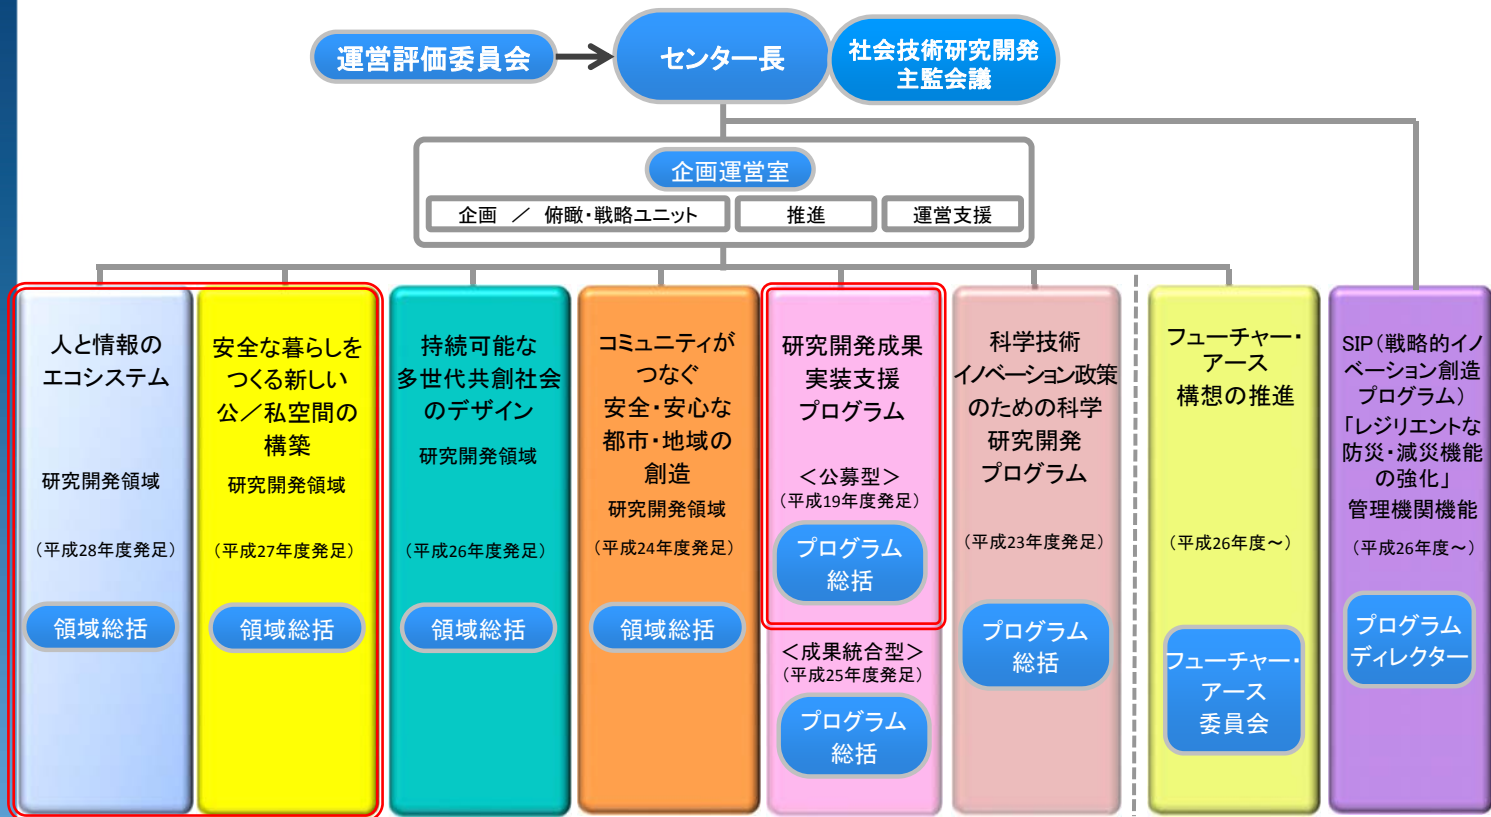 運営評価委員会
センター長
社会技術研究開発
主監会議
企画運営室
企画 ／ 俯瞰・戦略ユニット
推進
運営支援
人と情報の
エコシステム
研究開発領域
（平成28年度発足）
領域総括
安全な暮らしを
つくる新しい
公／私空間の
構築
研究開発領域
（平成27年度発足）
領域総括
持続可能な
多世代共創社会
のデザイン
研究開発領域
（平成26年度発足）
領域総括
コミュニティが
つなぐ
安全・安心な
都市・地域の
創造
研究開発領域
（平成24年度発足）
領域総括
研究開発成果
実装支援
プログラム
＜公募型＞
（平成19年度発足）
プログラム
総括
＜成果統合型＞
（平成25年度発足）
プログラム
総括
科学技術
イノベーション政策
のための科学
研究開発
プログラム
（平成23年度発足）
プログラム
総括
フューチャー・
アース
構想の推進
（平成26年度～）
フューチャー・
アース
委員会
SIP（戦略的イノ
ベーション創造
プログラム）
「レジリエントな
防災・減災機能
の強化」
管理機関機能
（平成26年度～）
プログラム
ディレクター